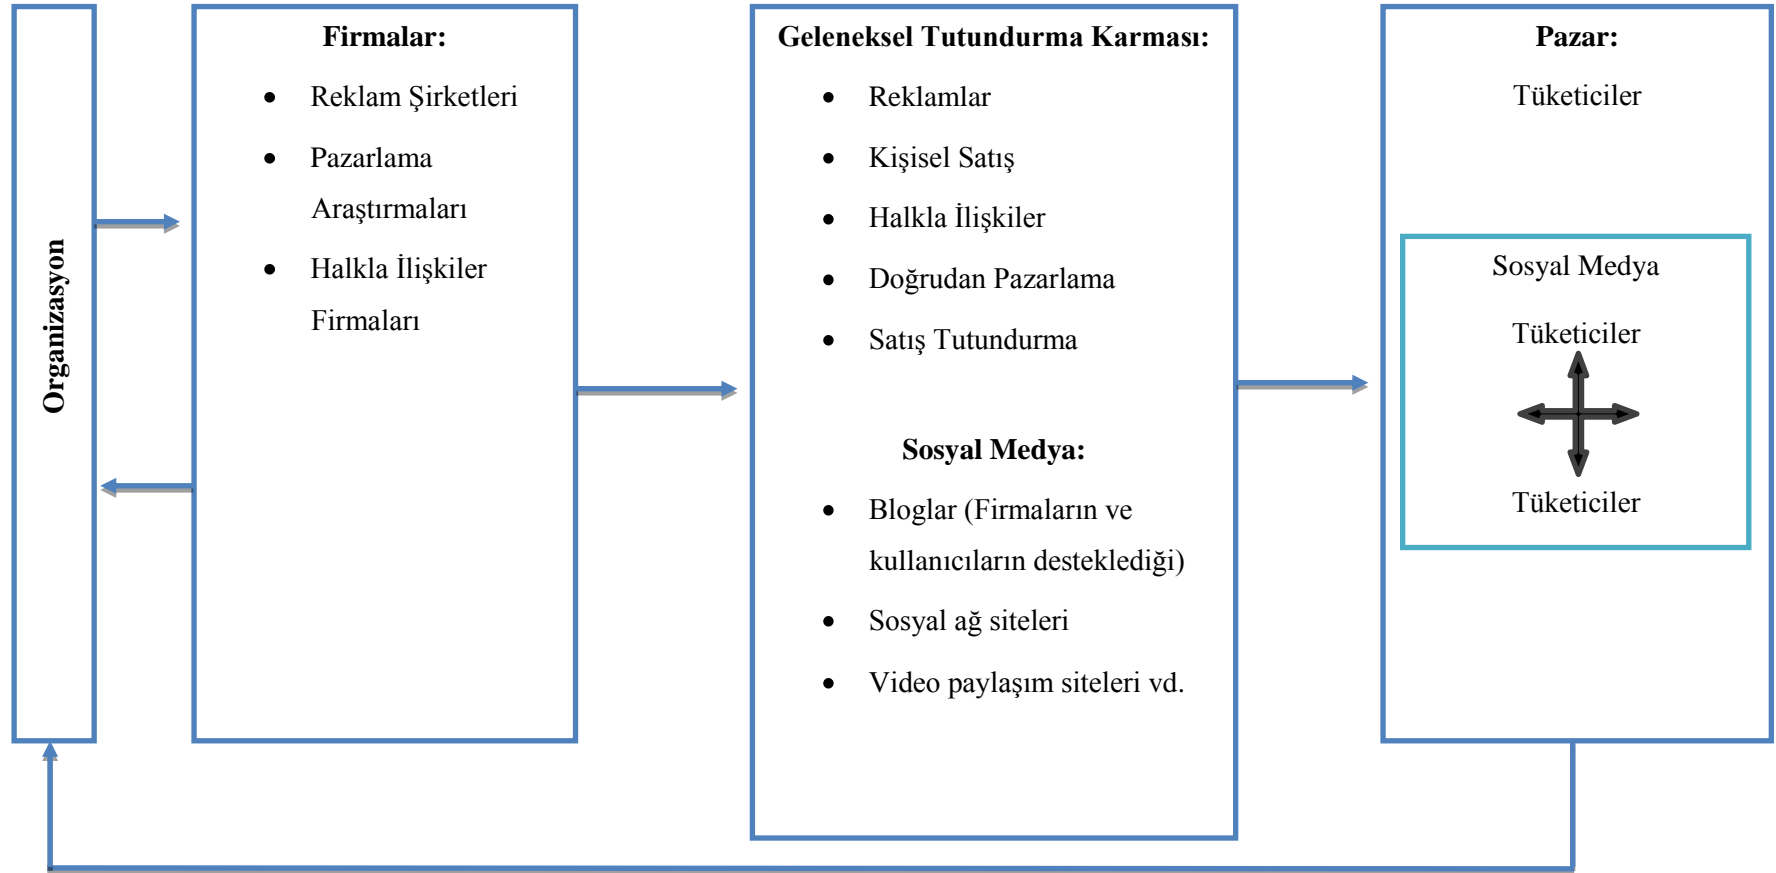 Organizasyon
Firmalar:
Reklam Şirketleri
Pazarlama
Araştırmaları
Halkla İlişkiler
Firmaları
Geleneksel Tutundurma Karması:
Reklamlar
Kişisel Satış
Halkla İlişkiler
Doğrudan Pazarlama
Satış Tutundurma
Sosyal Medya:
Bloglar (Firmaların ve
kullanıcıların desteklediği)
Sosyal ağ siteleri
Video paylaşım siteleri vd.
Pazar:
Tüketiciler
Sosyal Medya
Tüketiciler
Tüketiciler